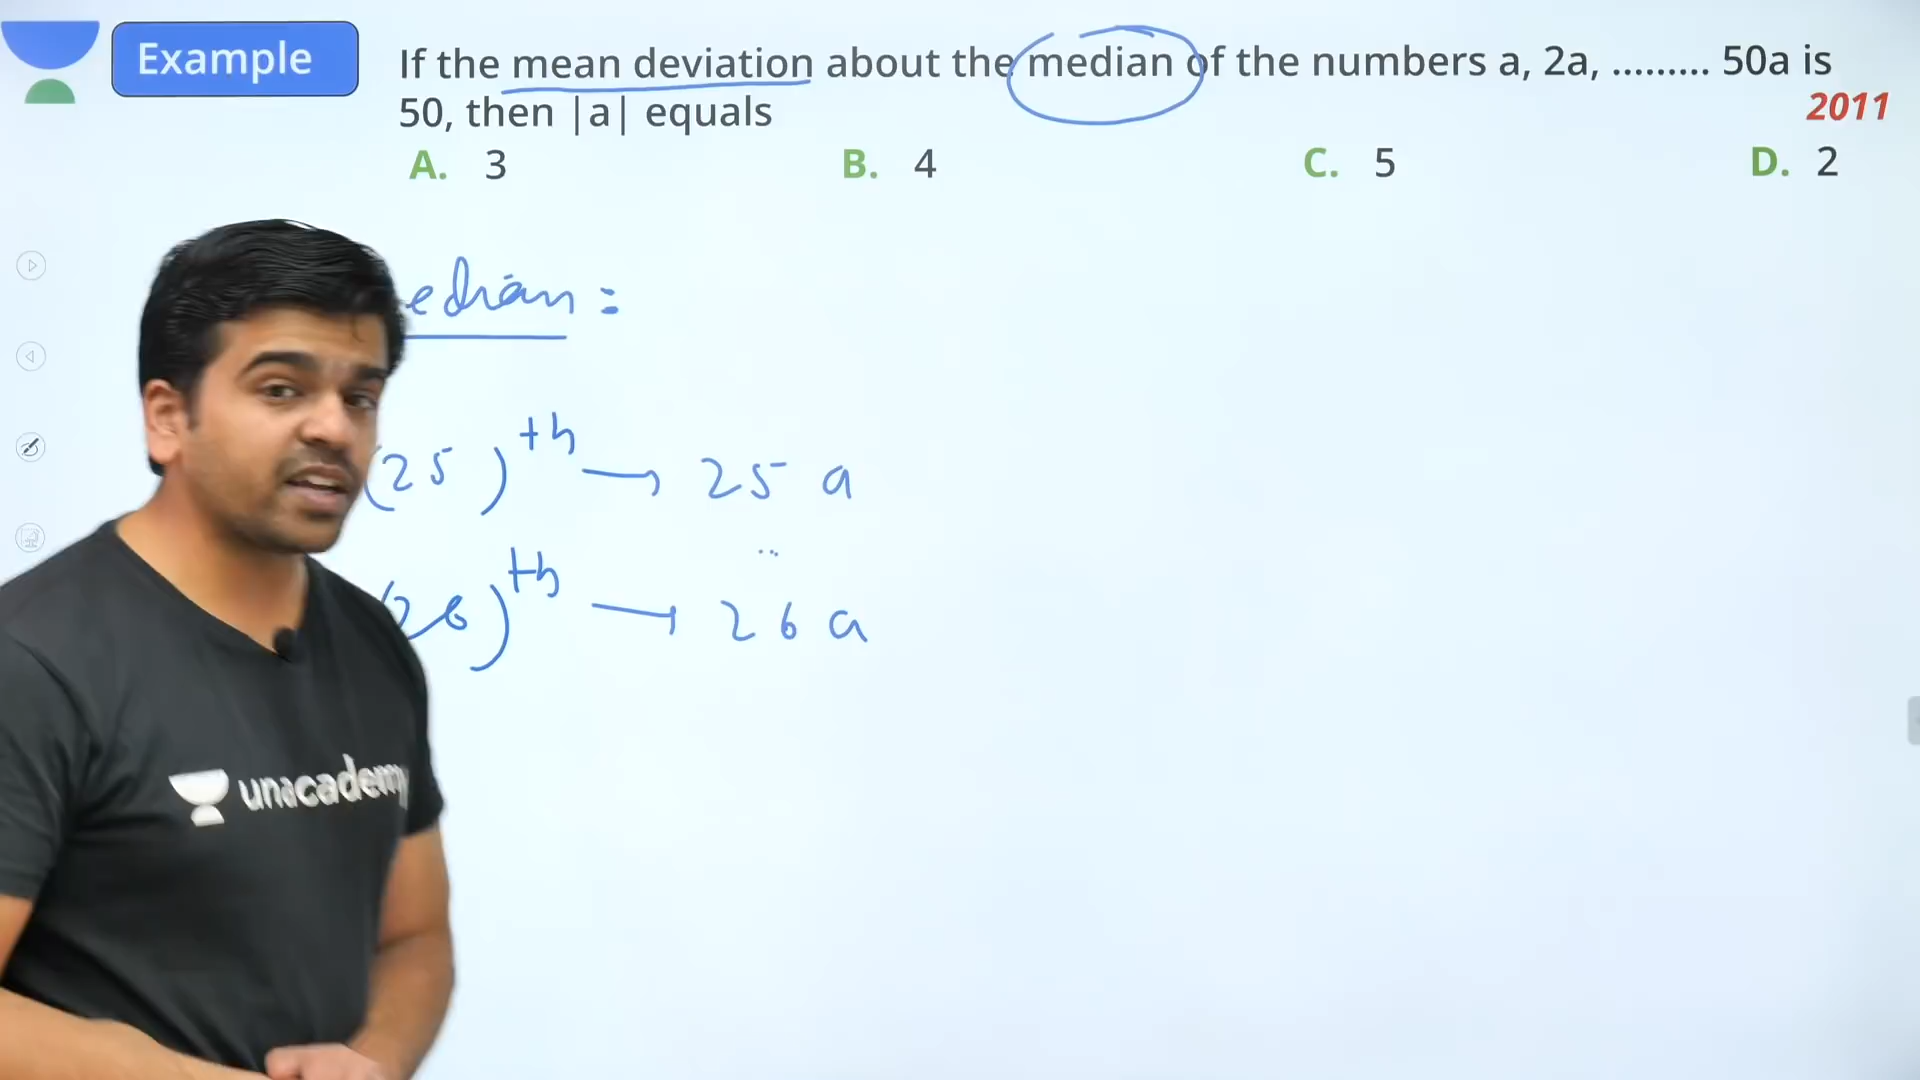 Example
If the mean deviation about the median of the numbers a, 2a, ......... 50a is
50, then |a| equals
2011
A. 3 B. 4 C. 5 D. 2
edian =
(25)th → 25 a
(26)th → 26 a
unacademy